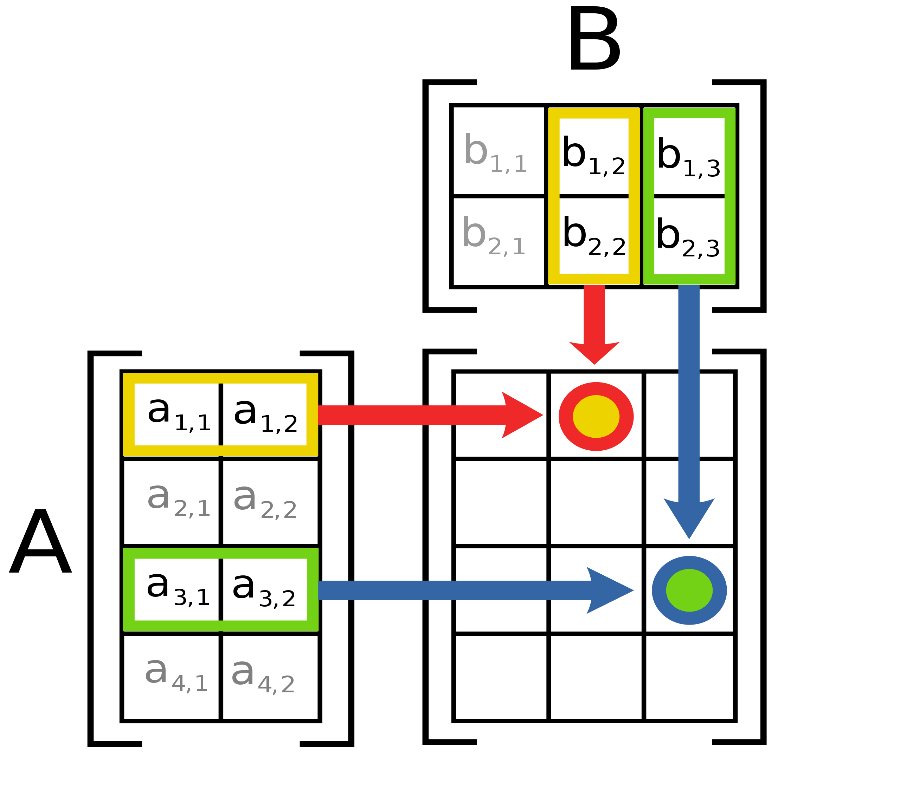 B
b1,1 b1,2 b1,3
b2,1 b2,2 b2,3
A
a1,1 a1,2
a2,1 a2,2
a3,1 a3,2
a4,1 a4,2